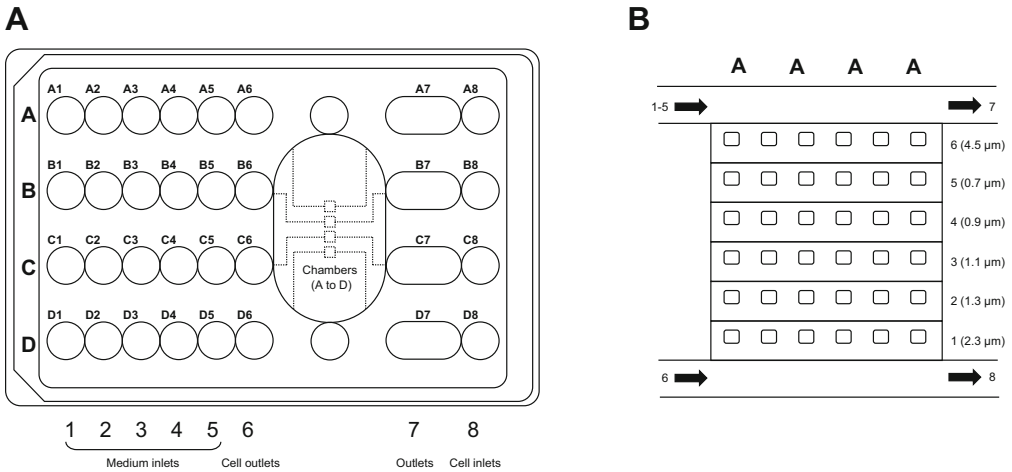 A
A1 A2 A3 A4 A5 A6 A7 A8
A
B1 B2 B3 B4 B5 B6 B7 B8
B
C1 C2 C3 C4 C5 C6 C7 C8
C
Chambers
(A to D)
D1 D2 D3 D4 D5 D6 D7 D8
D
1 2 3 4 5 6 7 8
Medium inlets Cell outlets Outlets Cell inlets
B
A A A A
1-5 7
6 (4.5 µm)
5 (0.7 µm)
4 (0.9 µm)
3 (1.1 µm)
2 (1.3 µm)
1 (2.3 µm)
6 8